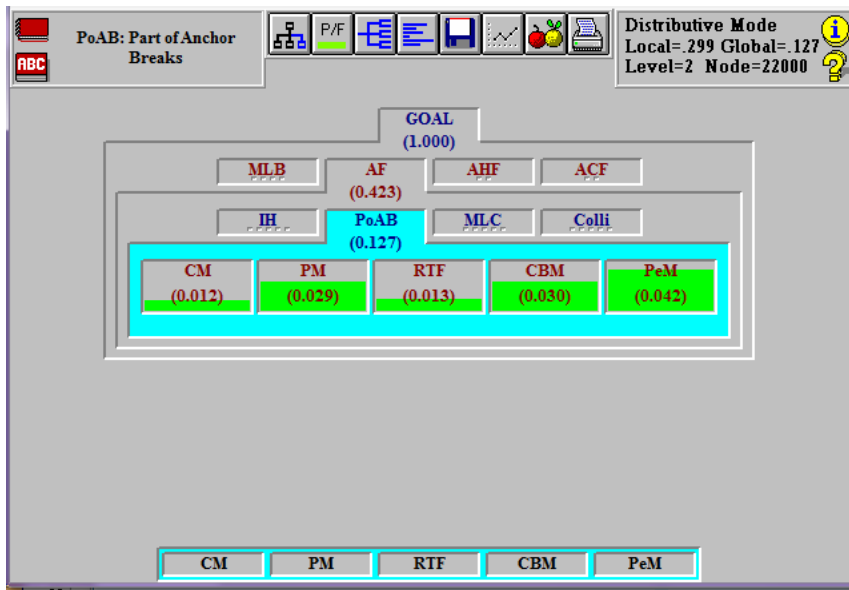 PoAB: Part of Anchor
Breaks
ABC
P/F
Distributive Mode
Local=.299 Global=.127
Level=2 Node=22000
i
?
GOAL
(1.000)
MLB AF AHF ACF
(0.423)
IH PoAB MLC Colli
(0.127)
CM PM RTF CBM PeM
(0.012) (0.029) (0.013) (0.030) (0.042)
CM PM RTF CBM PeM